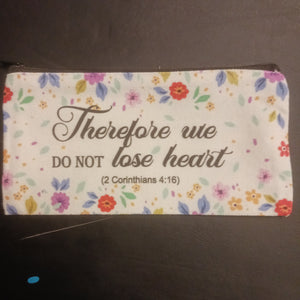 Therefore we
DO NOT lose heart
(2 Corinthians 4:16)